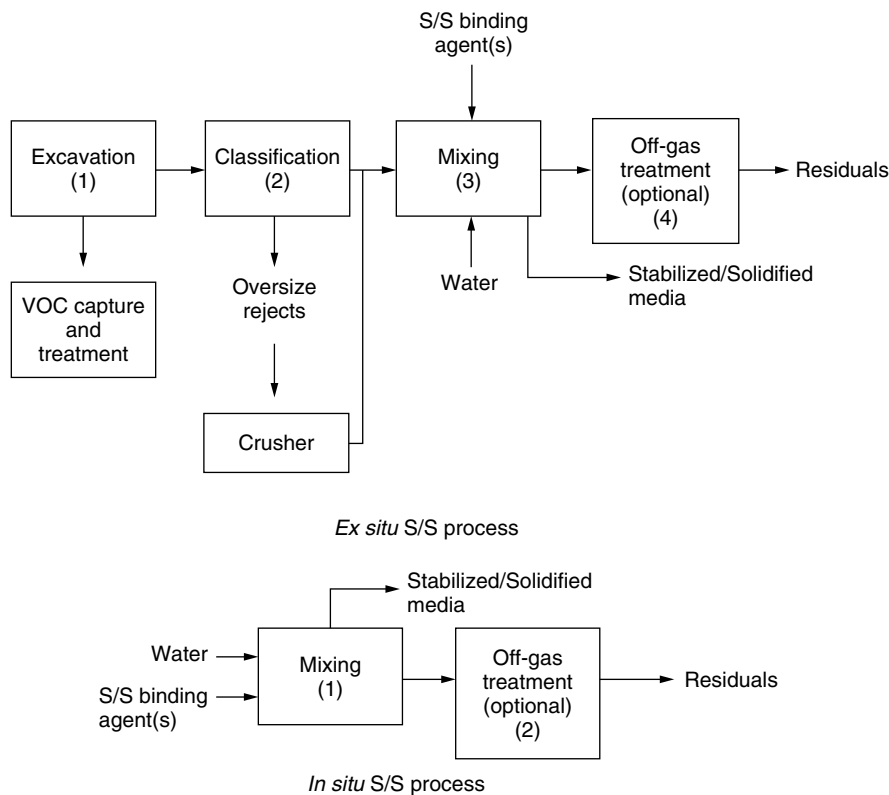 S/S binding
agent(s)
Excavation
(1)
Classification
(2)
Mixing
(3)
Off-gas
treatment
(optional)
(4)
Residuals
VOC capture
and
treatment
Oversize
rejects
Water
Stabilized/Solidified
media
Crusher
Ex situ S/S process
Stabilized/Solidified
media
Water
S/S binding
agent(s)
Mixing
(1)
Off-gas
treatment
(optional)
(2)
Residuals
In situ S/S process